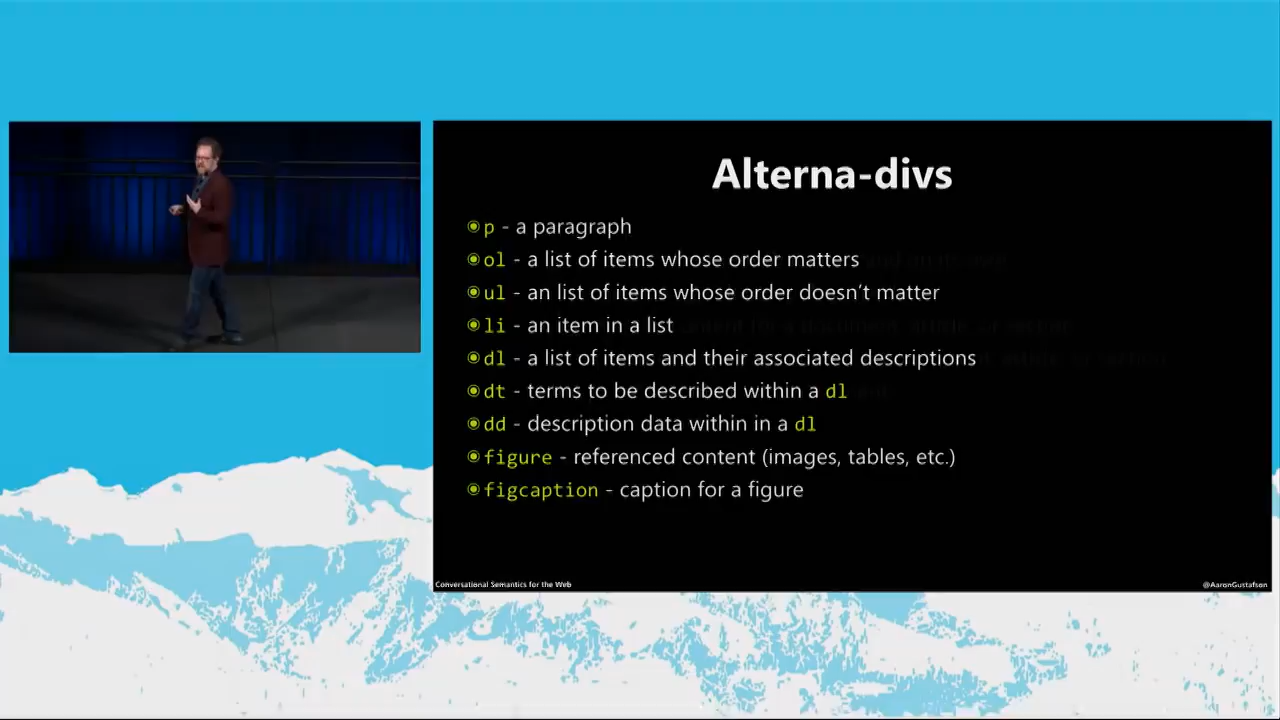 Alterna-divs
p - a paragraph
ol - a list of items whose order matters
ul - an list of items whose order doesn't matter
li - an item in a list
dl - a list of items and their associated descriptions
dt - terms to be described within a dl
dd - description data within in a dl
figure - referenced content (images, tables, etc.)
figcaption - caption for a figure
Conversational Semantics for the Web
@AaronGustafson